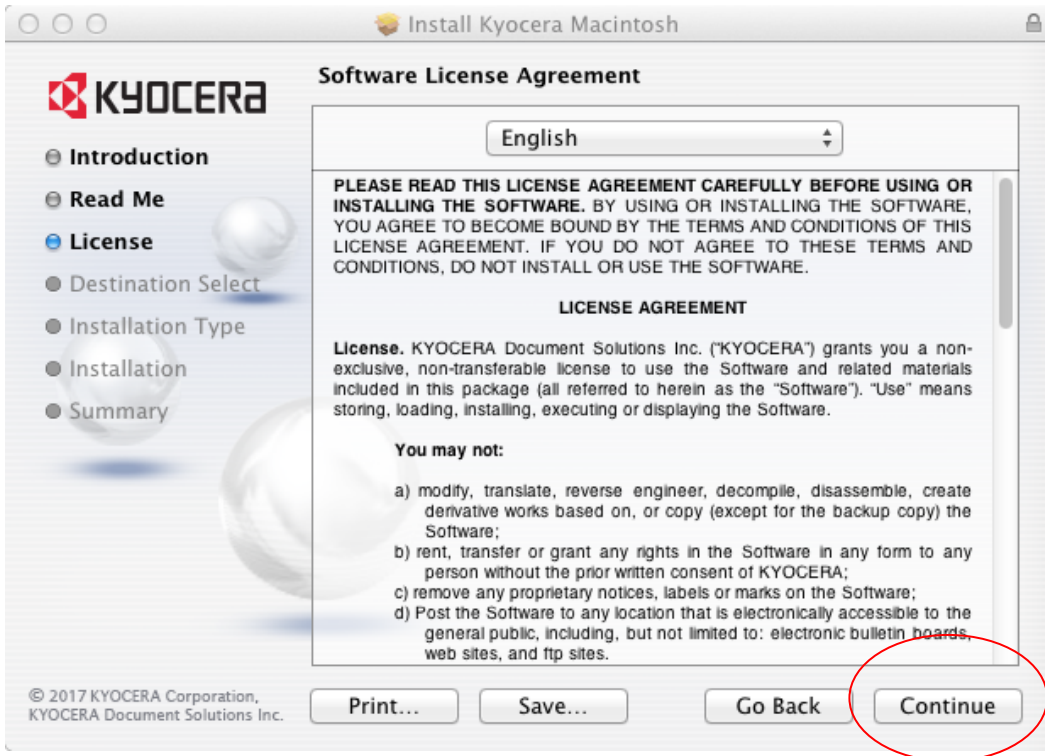 Install Kyocera Macintosh
KYOCERA
Introduction
Read Me
License
Destination Select
Installation Type
Installation
Summary
Software License Agreement
English
PLEASE READ THIS LICENSE AGREEMENT CAREFULLY BEFORE USING OR
INSTALLING THE SOFTWARE. BY USING OR INSTALLING THE SOFTWARE,
YOU AGREE TO BECOME BOUND BY THE TERMS AND CONDITIONS OF THIS
LICENSE AGREEMENT. IF YOU DO NOT AGREE TO THESE TERMS AND
CONDITIONS, DO NOT INSTALL OR USE THE SOFTWARE.
LICENSE AGREEMENT
License. KYOCERA Document Solutions Inc. (“KYOCERA”) grants you a non-
exclusive, non-transferable license to use the Software and related materials
included in this package (all referred to herein as the “Software”). “Use” means
storing, loading, installing, executing or displaying the Software.
You may not:
a) modify, translate, reverse engineer, decompile, disassemble, create
derivative works based on, or copy (except for the backup copy) the
Software;
b) rent, transfer or grant any rights in the Software in any form to any
person without the prior written consent of KYOCERA;
c) remove any proprietary notices, labels or marks on the Software;
d) Post the Software to any location that is electronically accessible to the
general public, including, but not limited to: electronic bulletin boards,
web sites, and ftp sites.
© 2017 KYOCERA Corporation,
KYOCERA Document Solutions Inc.
Print... Save... Go Back Continue